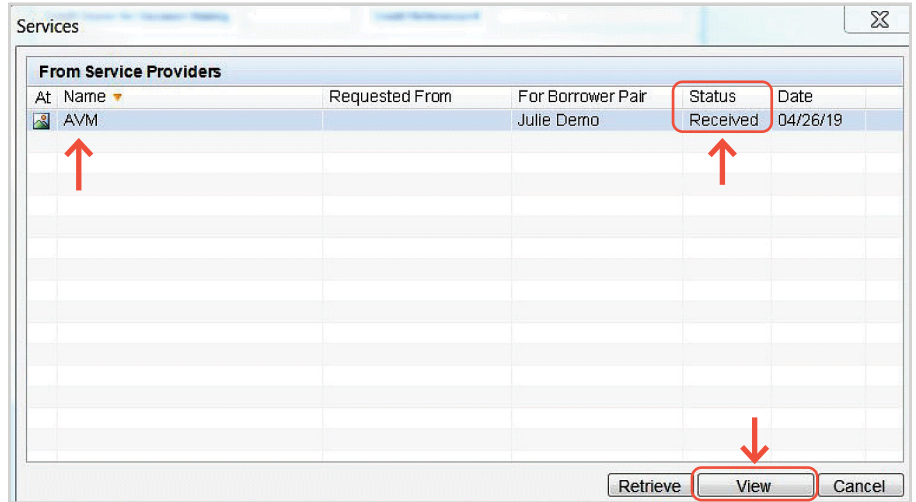 Services
From Service Providers
At Name Requested From For Borrower Pair Status Date
AVM Julie Demo Received 04/26/19
Retrieve View Cancel